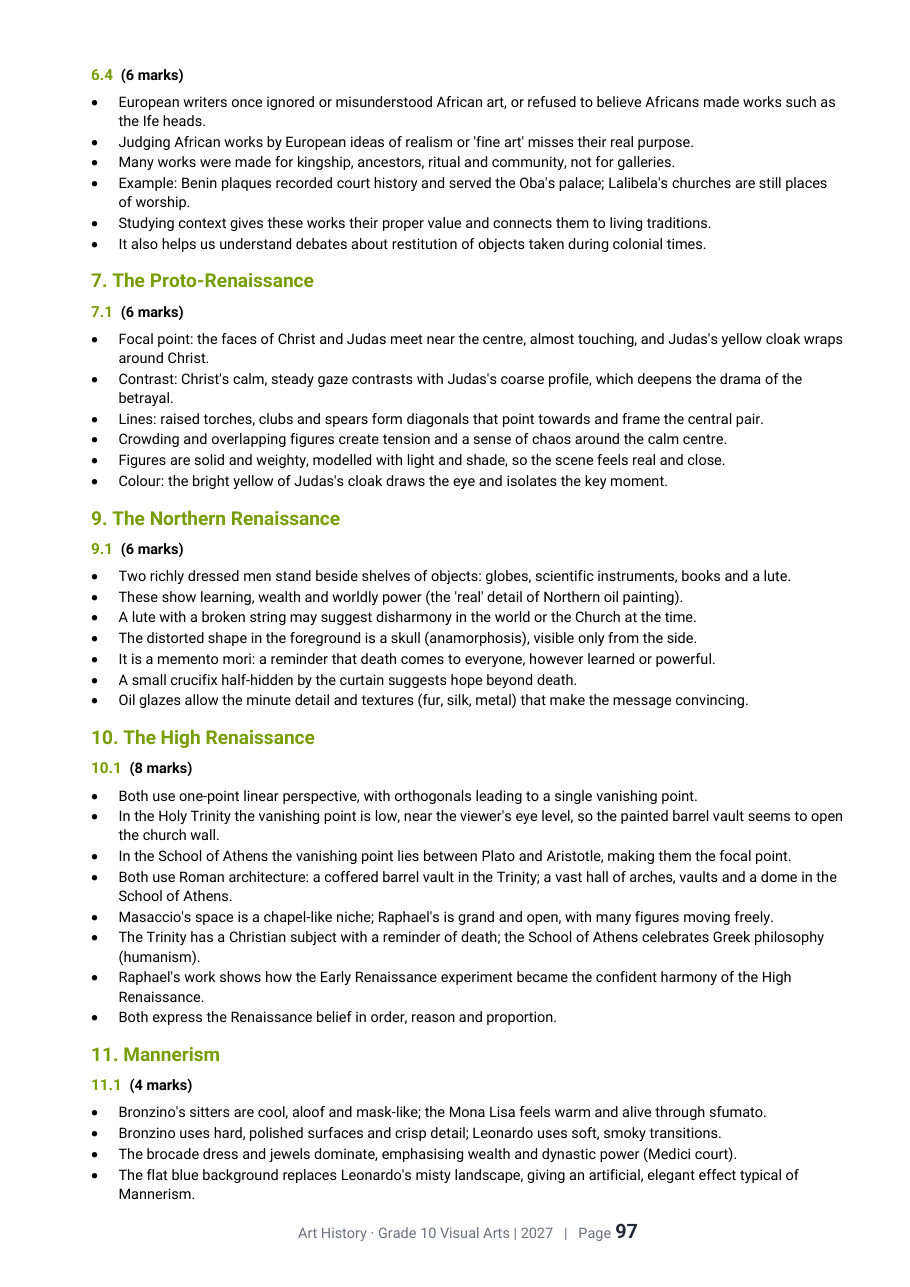 6.4 (6 marks)
• European writers once ignored or misunderstood African art, or refused to believe Africans made works such as
the Ife heads.
• Judging African works by European ideas of realism or 'fine art' misses their real purpose.
• Many works were made for kingship, ancestors, ritual and community, not for galleries.
• Example: Benin plaques recorded court history and served the Oba's palace; Lalibela's churches are still places
of worship.
• Studying context gives these works their proper value and connects them to living traditions.
• It also helps us understand debates about restitution of objects taken during colonial times.
7. The Proto-Renaissance
7.1 (6 marks)
• Focal point: the faces of Christ and Judas meet near the centre, almost touching, and Judas's yellow cloak wraps
around Christ.
• Contrast: Christ's calm, steady gaze contrasts with Judas's coarse profile, which deepens the drama of the
betrayal.
• Lines: raised torches, clubs and spears form diagonals that point towards and frame the central pair.
• Crowding and overlapping figures create tension and a sense of chaos around the calm centre.
• Figures are solid and weighty, modelled with light and shade, so the scene feels real and close.
• Colour: the bright yellow of Judas's cloak draws the eye and isolates the key moment.
9. The Northern Renaissance
9.1 (6 marks)
• Two richly dressed men stand beside shelves of objects: globes, scientific instruments, books and a lute.
• These show learning, wealth and worldly power (the 'real' detail of Northern oil painting).
• A lute with a broken string may suggest disharmony in the world or the Church at the time.
• The distorted shape in the foreground is a skull (anamorphosis), visible only from the side.
• It is a memento mori: a reminder that death comes to everyone, however learned or powerful.
• A small crucifix half-hidden by the curtain suggests hope beyond death.
• Oil glazes allow the minute detail and textures (fur, silk, metal) that make the message convincing.
10. The High Renaissance
10.1 (8 marks)
• Both use one-point linear perspective, with orthogonals leading to a single vanishing point.
• In the Holy Trinity the vanishing point is low, near the viewer's eye level, so the painted barrel vault seems to open
the church wall.
• In the School of Athens the vanishing point lies between Plato and Aristotle, making them the focal point.
• Both use Roman architecture: a coffered barrel vault in the Trinity; a vast hall of arches, vaults and a dome in the
School of Athens.
• Masaccio's space is a chapel-like niche; Raphael's is grand and open, with many figures moving freely.
• The Trinity has a Christian subject with a reminder of death; the School of Athens celebrates Greek philosophy
(humanism).
• Raphael's work shows how the Early Renaissance experiment became the confident harmony of the High
Renaissance.
• Both express the Renaissance belief in order, reason and proportion.
11. Mannerism
11.1 (4 marks)
• Bronzino's sitters are cool, aloof and mask-like; the Mona Lisa feels warm and alive through sfumato.
• Bronzino uses hard, polished surfaces and crisp detail; Leonardo uses soft, smoky transitions.
• The brocade dress and jewels dominate, emphasising wealth and dynastic power (Medici court).
• The flat blue background replaces Leonardo's misty landscape, giving an artificial, elegant effect typical of
Mannerism.
Art History · Grade 10 Visual Arts | 2027 | Page 97